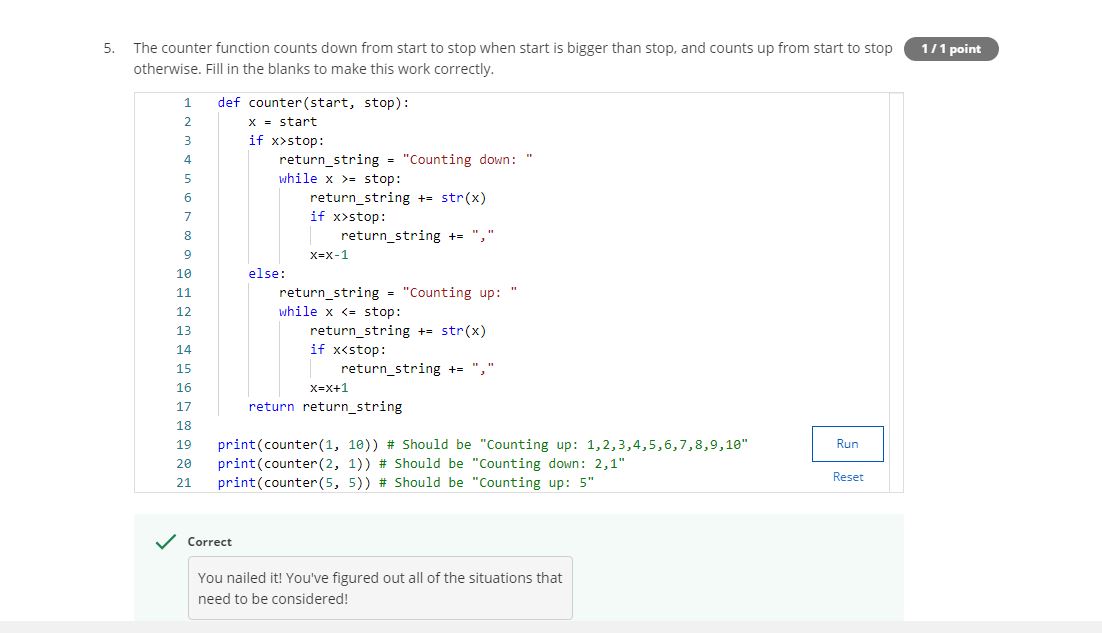 5. The counter function counts down from start to stop when start is bigger than stop, and counts up from start to stop
otherwise. Fill in the blanks to make this work correctly.
1 / 1 point
1 def counter(start, stop):
2     x = start
3     if x>stop:
4         return_string = "Counting down: "
5         while x >= stop:
6             return_string += str(x)
7             if x>stop:
8                 return_string += ","
9             x=x-1
10     else:
11         return_string = "Counting up: "
12         while x <= stop:
13             return_string += str(x)
14             if x<stop:
15                 return_string += ","
16             x=x+1
17     return return_string
18
19 print(counter(1, 10)) # Should be "Counting up: 1,2,3,4,5,6,7,8,9,10"
20 print(counter(2, 1)) # Should be "Counting down: 2,1"
21 print(counter(5, 5)) # Should be "Counting up: 5"
Run
Reset
Correct
You nailed it! You've figured out all of the situations that
need to be considered!